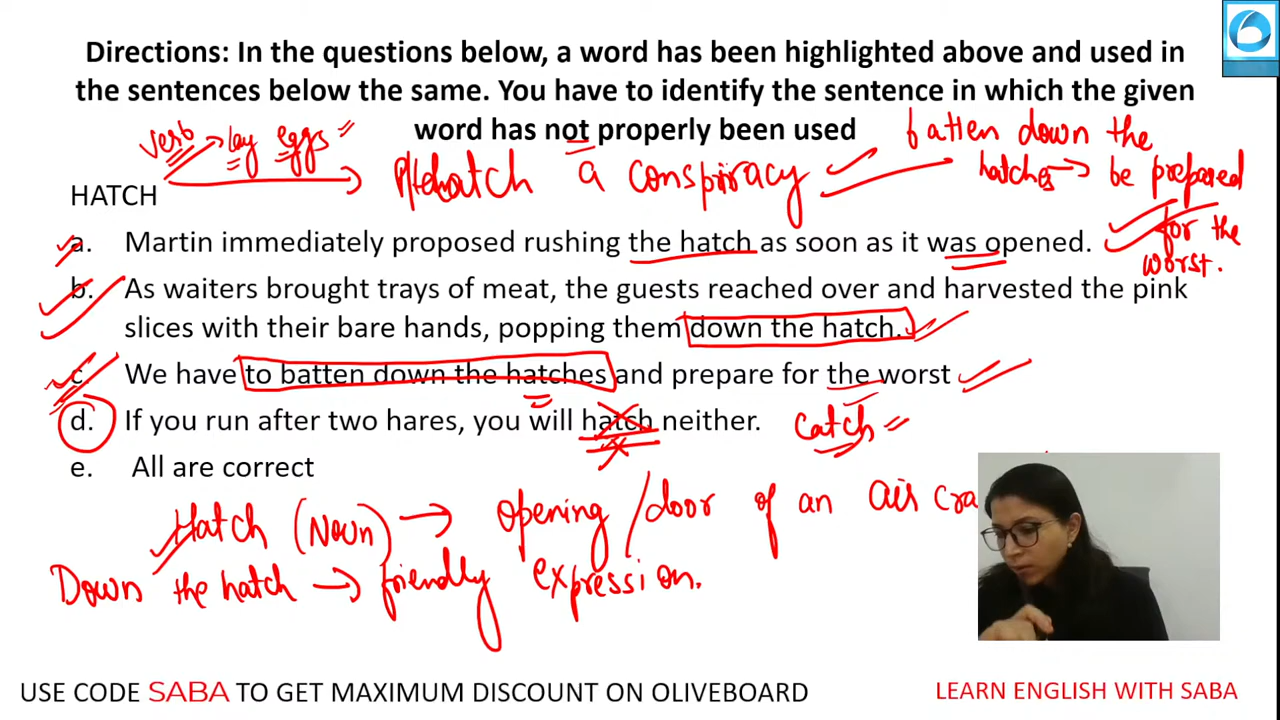 Directions: In the questions below, a word has been highlighted above and used in
the sentences below the same. You have to identify the sentence in which the given
word has not properly been used
batten down the
hatches → be prepared
for the
worst.
verb → lay eggs
hatch a conspiracy
HATCH
a. Martin immediately proposed rushing the hatch as soon as it was opened.
b. As waiters brought trays of meat, the guests reached over and harvested the pink
slices with their bare hands, popping them down the hatch.
c. We have to batten down the hatches and prepare for the worst
d. If you run after two hares, you will hatch neither. catch
e. All are correct
Hatch (Noun) → opening/door of an air cra
Down the hatch → friendly expression.
USE CODE SABA TO GET MAXIMUM DISCOUNT ON OLIVEBOARD
LEARN ENGLISH WITH SABA